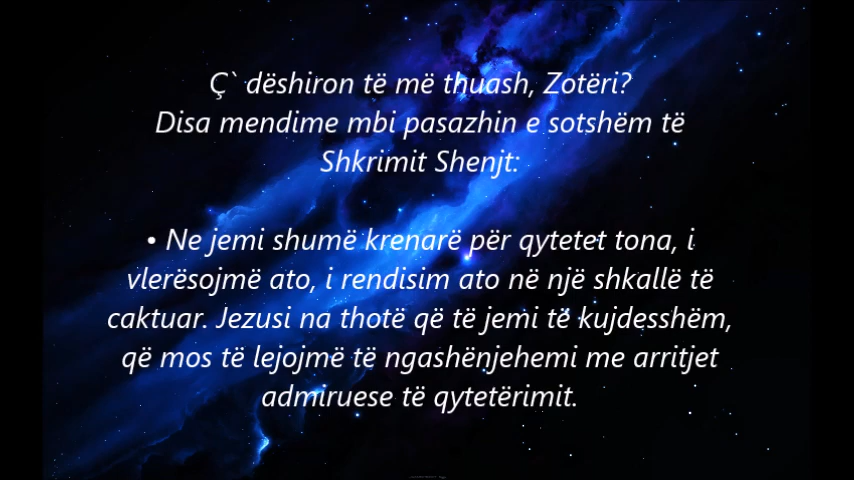 Ç` dëshiron të më thuash, Zotëri?
Disa mendime mbi pasazhin e sotshëm të
Shkrimit Shenjt:
• Ne jemi shumë krenarë për qytetet tona, i
vlerësojmë ato, i rendisim ato në një shkallë të
caktuar. Jezusi na thotë që të jemi të kujdesshëm,
që mos të lejojmë të ngashënjehemi me arritjet
admiruese të qytetërimit.